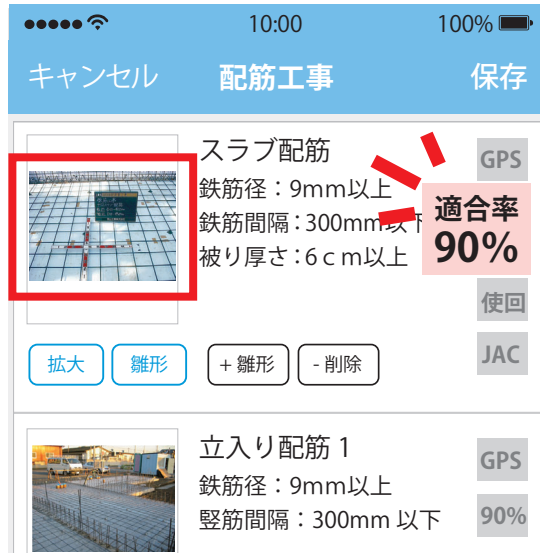 10:00
100%
キャンセル
配筋工事
保存
スラブ配筋
鉄筋径：9mm以上
鉄筋間隔：300mm以下
被り厚さ：6ｃｍ以上
GPS
適合率
90%
使回
JAC
拡大
雛形
+ 雛形
- 削除
立入り配筋 1
鉄筋径：9mm以上
竪筋間隔：300mm 以下
GPS
90%